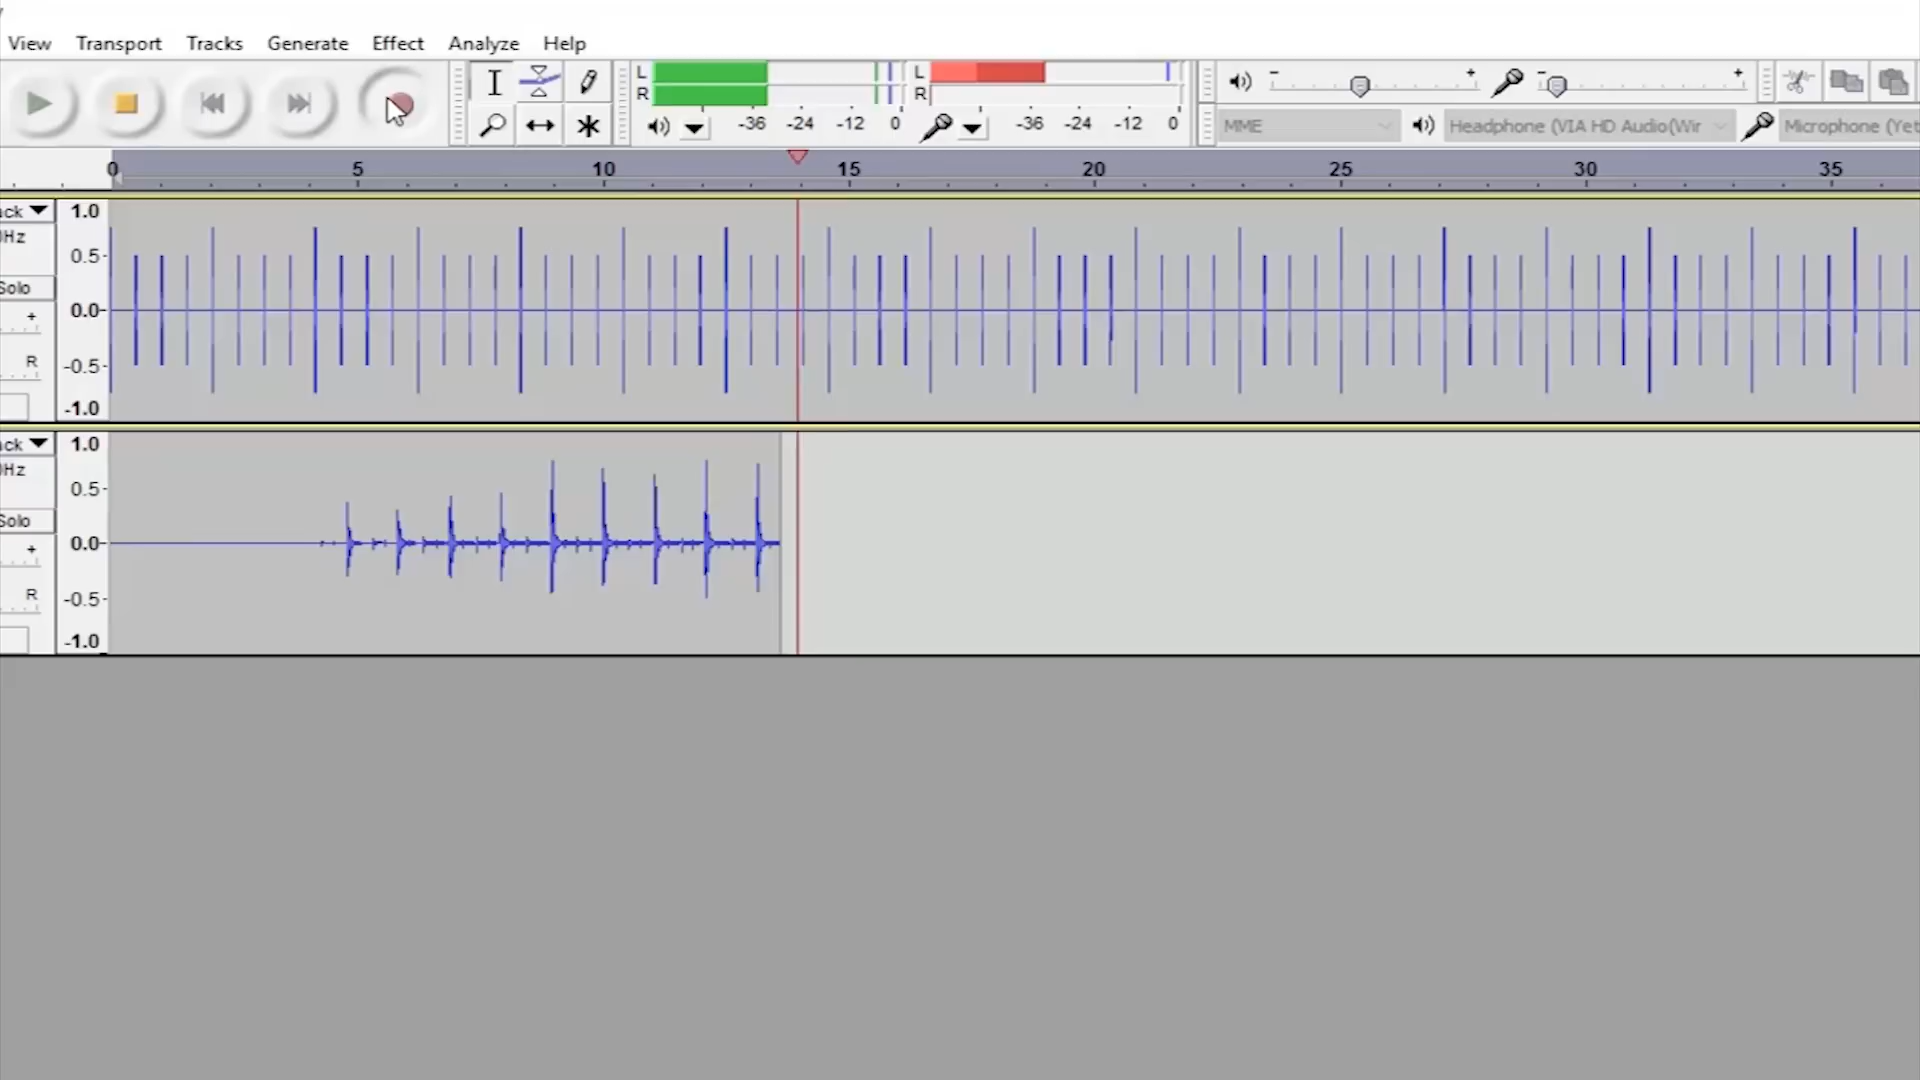 View Transport Tracks Generate Effect Analyze Help
L
R
-36 -24 -12 0
L
R
-36 -24 -12 0
- +
- +
MME
Headphone (VIA HD Audio(Wir
Microphone (Yet
0 5 10 15 20 25 30 35
ck
Hz
Solo
+
R
1.0
0.5-
0.0-
-0.5-
-1.0
ck
Hz
Solo
+
R
1.0
0.5-
0.0-
-0.5-
-1.0